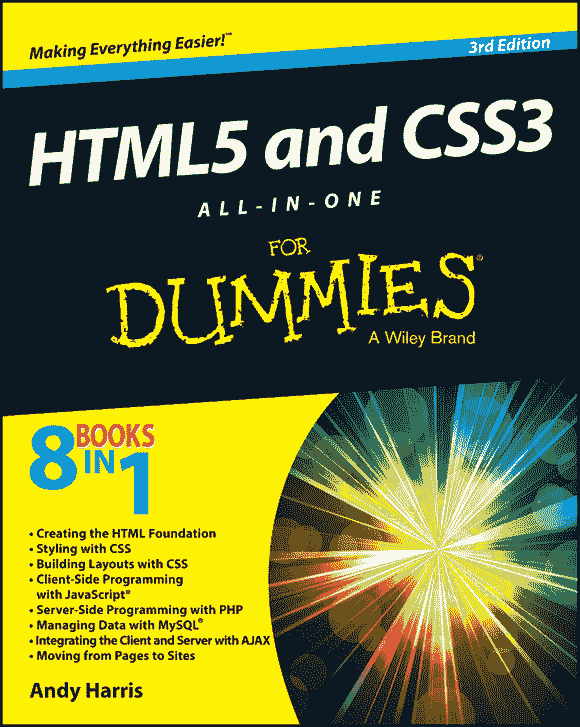 Making Everything Easier!™
3rd Edition
HTML5 and CSS3
ALL-IN-ONE
FOR
DUMMIES®
A Wiley Brand
8 BOOKS
IN 1
• Creating the HTML Foundation
• Styling with CSS
• Building Layouts with CSS
• Client-Side Programming
with JavaScript®
• Server-Side Programming with PHP
• Managing Data with MySQL®
• Integrating the Client and Server with AJAX
• Moving from Pages to Sites
Andy Harris